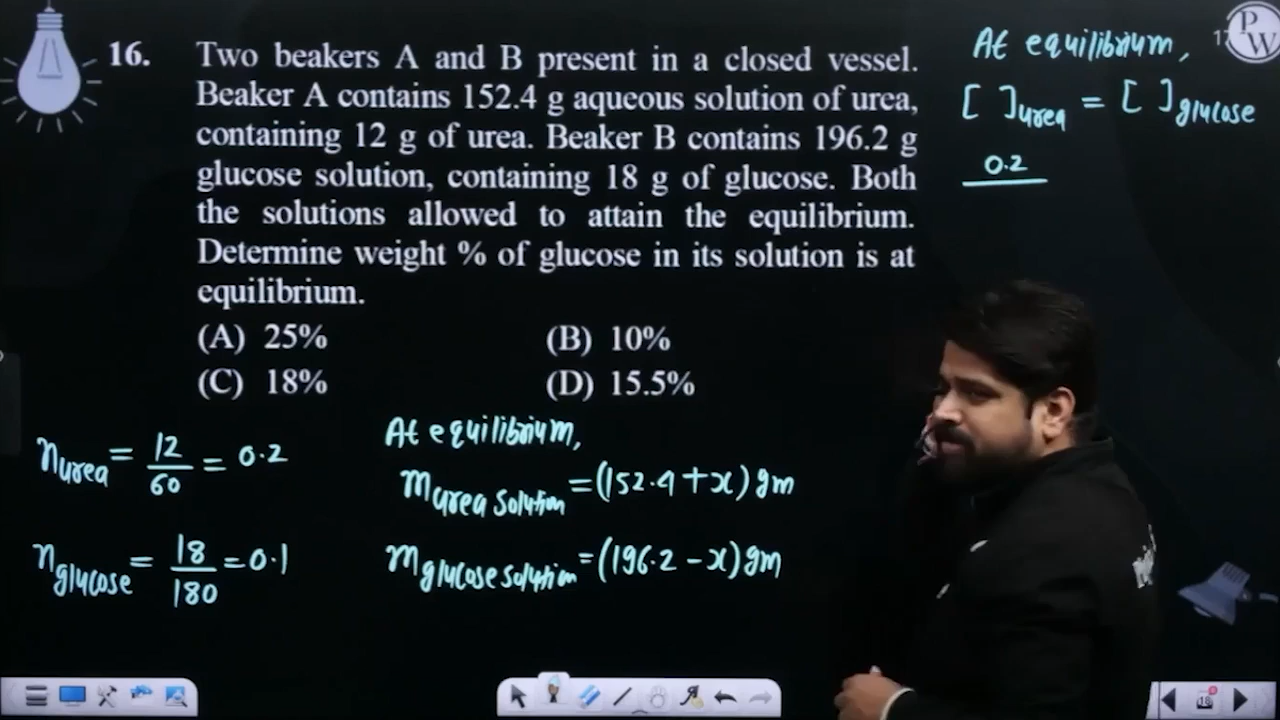 16. Two beakers A and B present in a closed vessel.
Beaker A contains 152.4 g aqueous solution of urea,
containing 12 g of urea. Beaker B contains 196.2 g
glucose solution, containing 18 g of glucose. Both
the solutions allowed to attain the equilibrium.
Determine weight % of glucose in its solution is at
equilibrium.
(A) 25% (B) 10%
(C) 18% (D) 15.5%
At equilibrium,
[ ]urea = [ ]glucose
0.2
nurea = 12/60 = 0.2
nglucose = 18/180 = 0.1
At equilibrium,
murea solution = (152.4 + x) gm
mglucose solution = (196.2 - x) gm
P
W
18